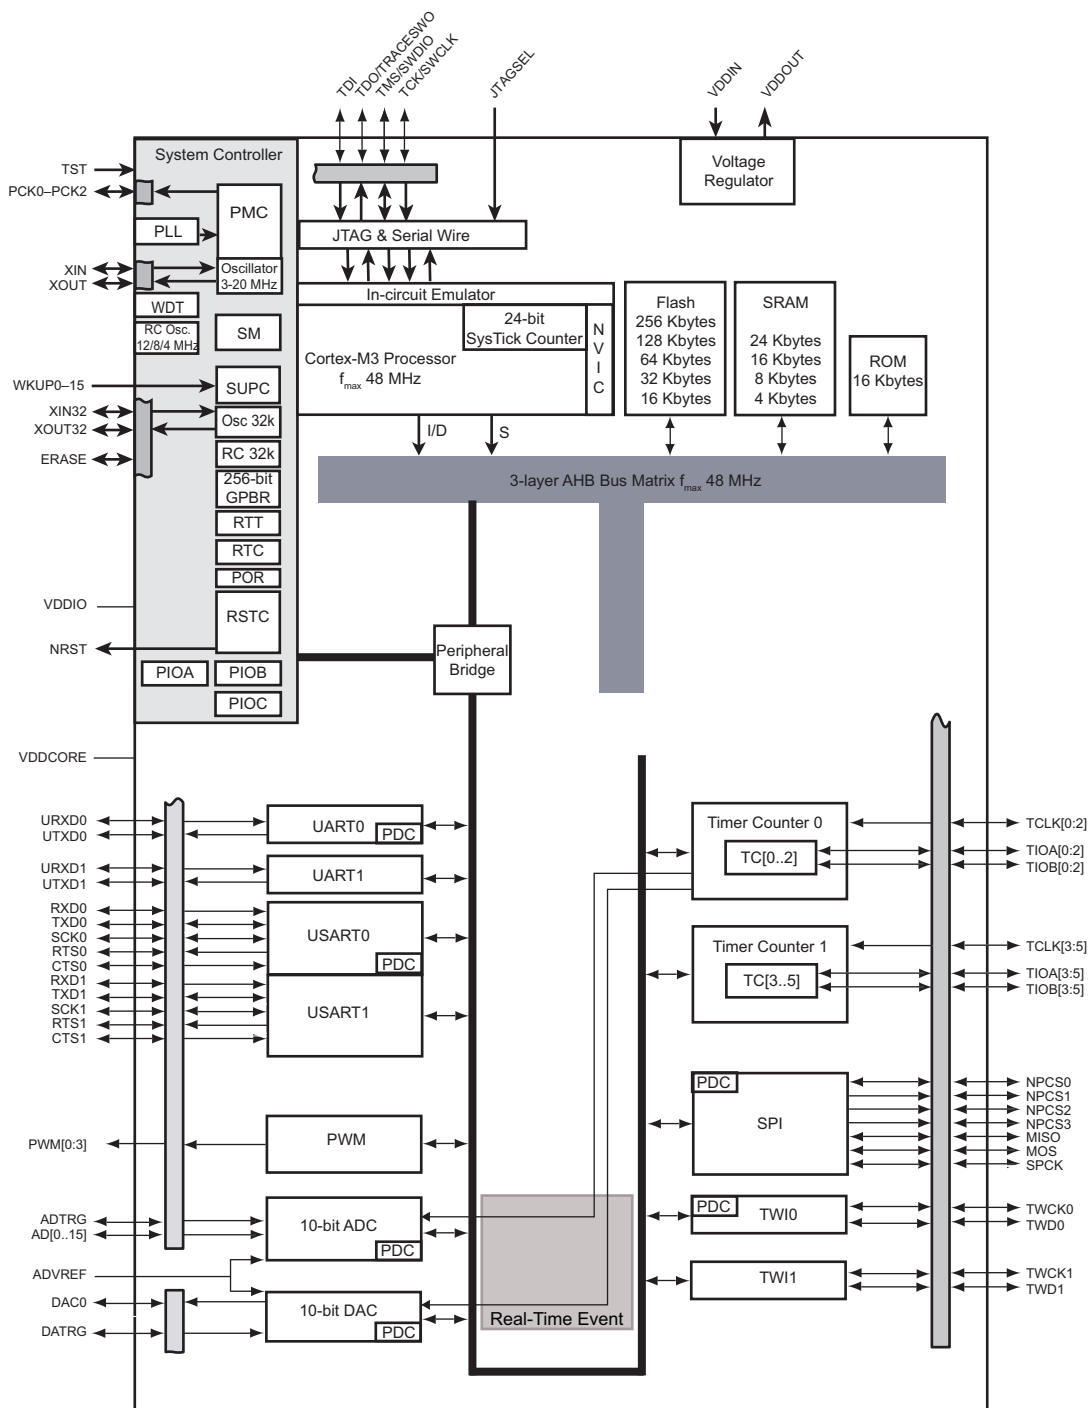 TDI
TDO/TRACESWO
TMS/SWDIO
TCK/SWCLK
JTAGSEL
VDDIN
VDDOUT
System Controller
Voltage
Regulator
TST
PCK0–PCK2
PMC
PLL
JTAG & Serial Wire
XIN
XOUT
Oscillator
3-20 MHz
In-circuit Emulator
WDT
RC Osc.
12/8/4 MHz
SM
24-bit
SysTick Counter
N
V
I
C
Cortex-M3 Processor
fmax 48 MHz
Flash
256 Kbytes
128 Kbytes
64 Kbytes
32 Kbytes
16 Kbytes
SRAM
24 Kbytes
16 Kbytes
8 Kbytes
4 Kbytes
ROM
16 Kbytes
WKUP0–15
SUPC
XIN32
XOUT32
Osc 32k
I/D
S
ERASE
RC 32k
3-layer AHB Bus Matrix fmax 48 MHz
256-bit
GPBR
RTT
RTC
POR
VDDIO
RSTC
NRST
Peripheral
Bridge
PIOA
PIOB
PIOC
VDDCORE
URXD0
UTXD0
UART0
PDC
URXD1
UTXD1
UART1
RXD0
TXD0
SCK0
RTS0
CTS0
USART0
PDC
RXD1
TXD1
SCK1
RTS1
CTS1
USART1
PWM[0:3]
PWM
ADTRG
AD[0..15]
10-bit ADC
PDC
ADVREF
DAC0
DATRG
10-bit DAC
PDC
Real-Time Event
Timer Counter 0
TC[0..2]
TCLK[0:2]
TIOA[0:2]
TIOB[0:2]
Timer Counter 1
TC[3..5]
TCLK[3:5]
TIOA[3:5]
TIOB[3:5]
PDC
SPI
NPCS0
NPCS1
NPCS2
NPCS3
MISO
MOS
SPCK
PDC
TWI0
TWCK0
TWD0
TWI1
TWCK1
TWD1